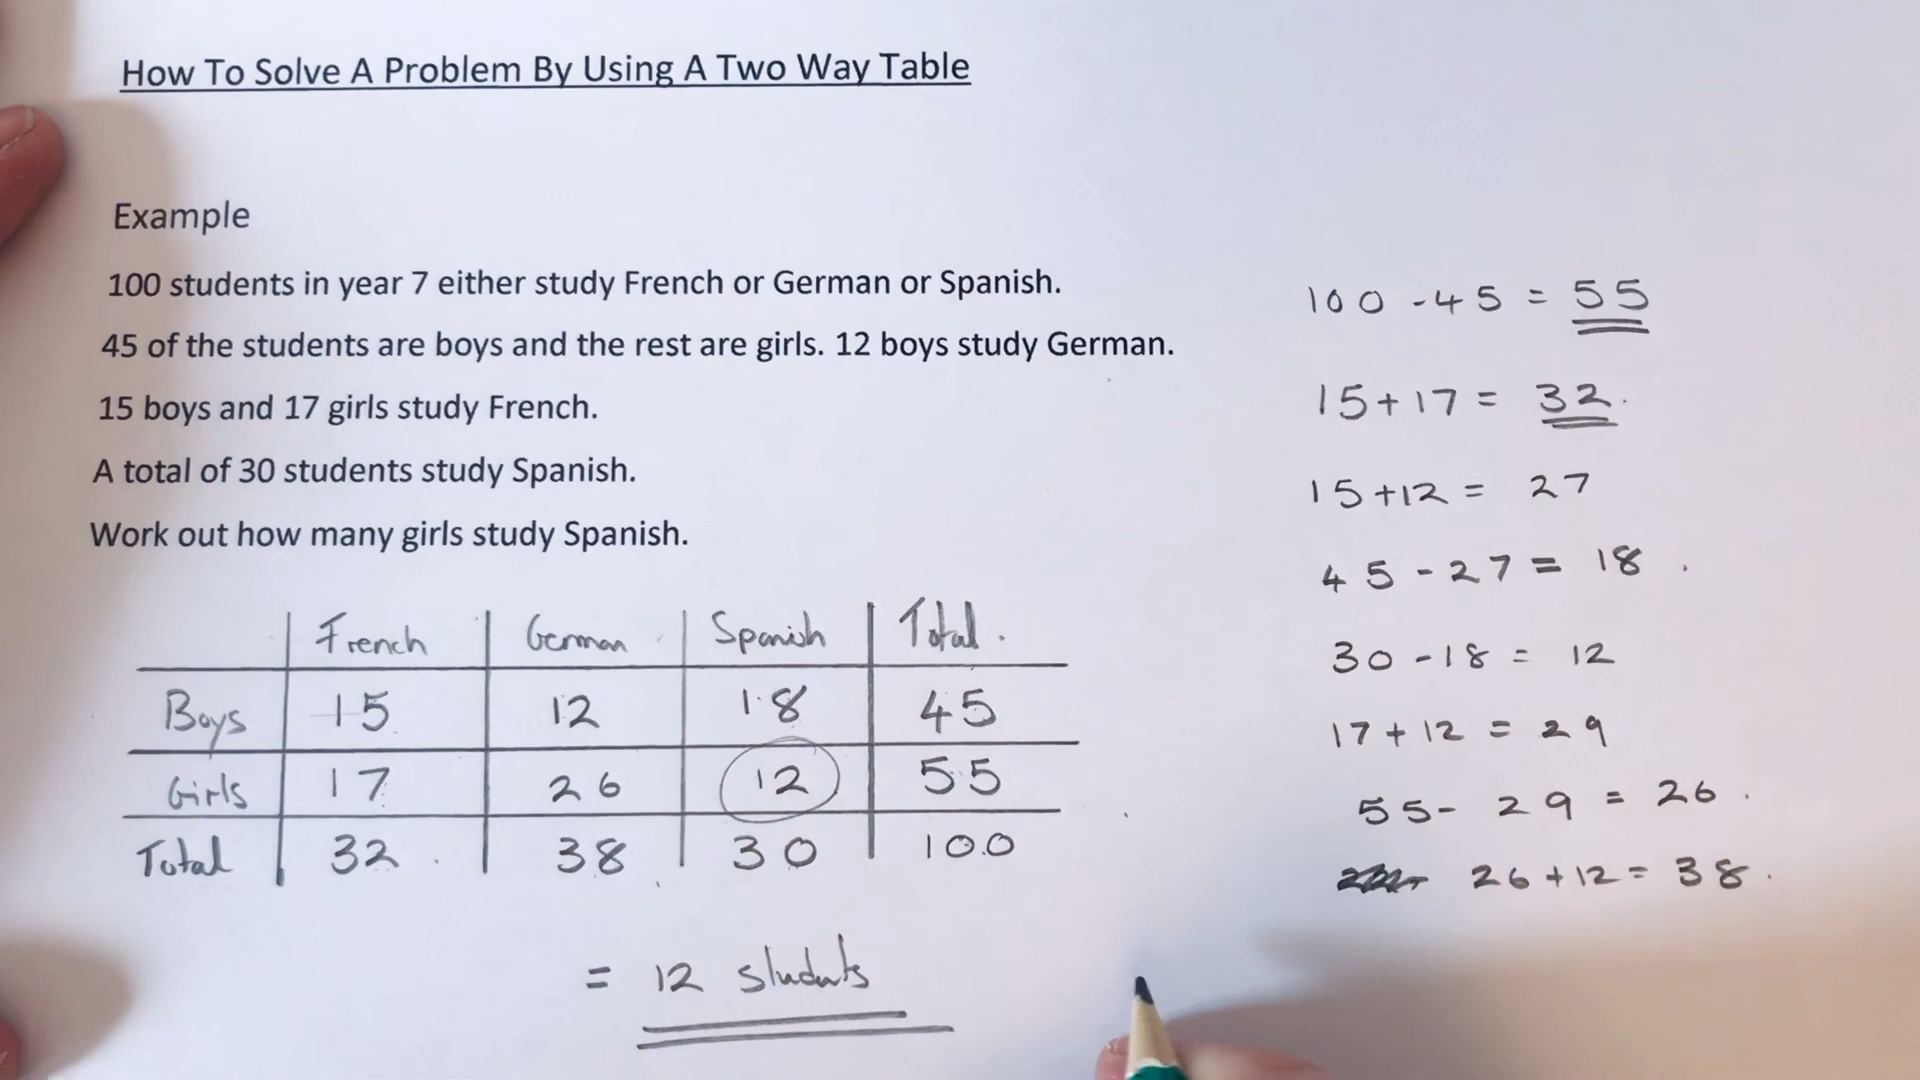 How To Solve A Problem By Using A Two Way Table
Example
100 students in year 7 either study French or German or Spanish.
45 of the students are boys and the rest are girls. 12 boys study German.
15 boys and 17 girls study French.
A total of 30 students study Spanish.
Work out how many girls study Spanish.
French German Spanish Total
Boys 15 12 18 45
Girls 17 26 12 55
Total 32 38 30 100
= 12 students
100 - 45 = 55
15 + 17 = 32
15 + 12 = 27
45 - 27 = 18
30 - 18 = 12
17 + 12 = 29
55 - 29 = 26
26 + 12 = 38